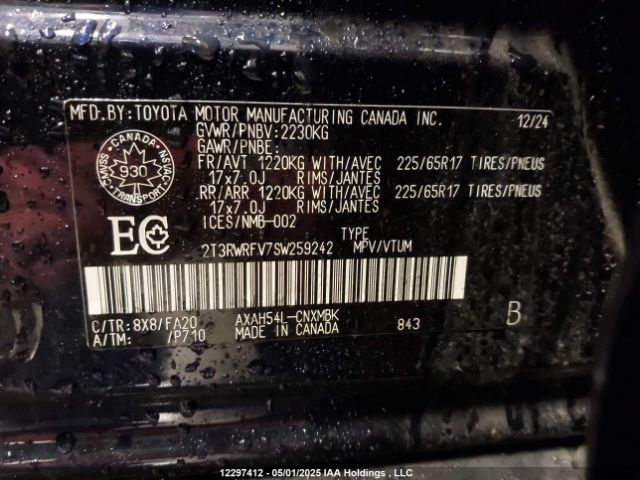 MFD.BY:TOYOTA MOTOR MANUFACTURING CANADA INC. 12/24
GVWR/PNBV:2230KG
GAWR/PNBE:
FR/AVT 1220KG WITH/AVEC 225/65R17 TIRES/PNEUS
17x7.0J RIMS/JANTES
RR/ARR 1220KG WITH/AVEC 225/65R17 TIRES/PNEUS
17x7.0J RIMS/JANTES
ICES/NMB-002
CANADA
CMVSS
NSVAC
930
TRANSPORT
EC
TYPE
2T3RWRFV7SW259242 MPV/VTUM
C/TR: 8X8/FA20 AXAH54L-CNXMBK 843 B
A/TM: /P710 MADE IN CANADA
12297412 - 05/01/2025 IAA Holdings , LLC